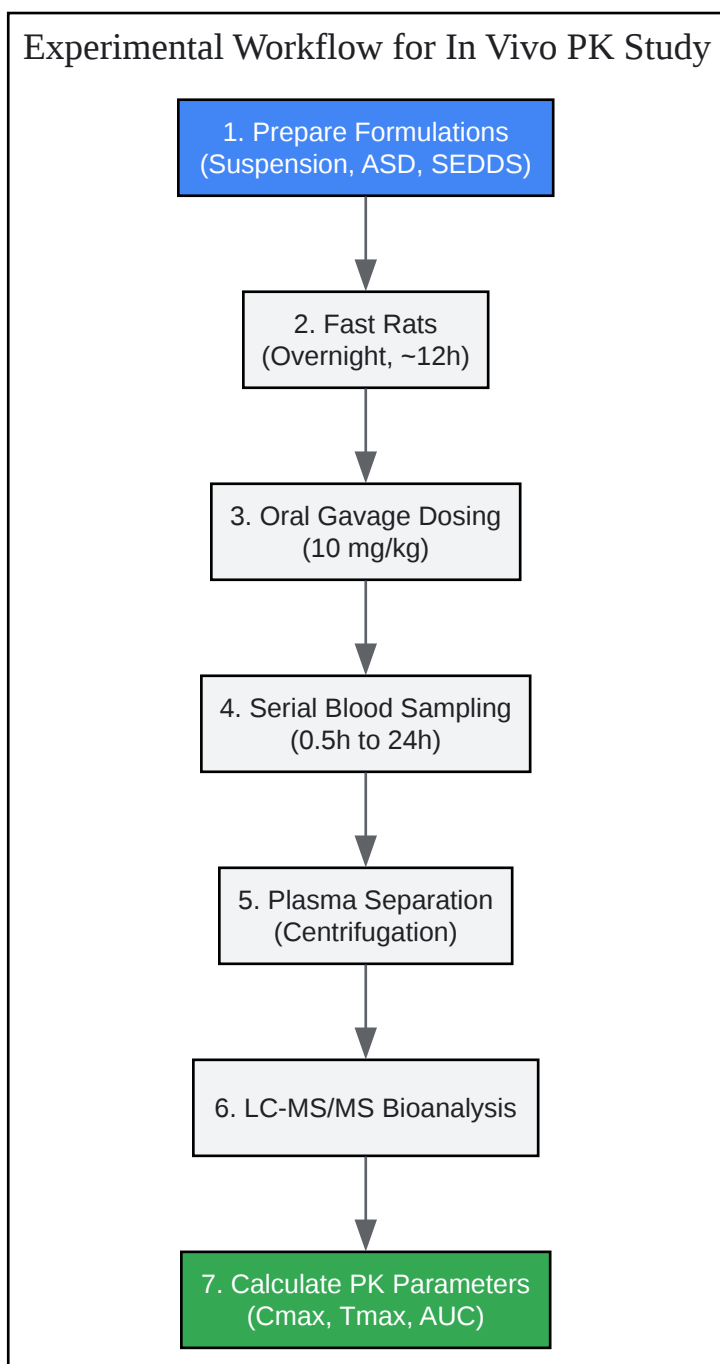 Experimental Workflow for In Vivo PK Study
1. Prepare Formulations
(Suspension, ASD, SEDDS)
2. Fast Rats
(Overnight, ~12h)
3. Oral Gavage Dosing
(10 mg/kg)
4. Serial Blood Sampling
(0.5h to 24h)
5. Plasma Separation
(Centrifugation)
6. LC-MS/MS Bioanalysis
7. Calculate PK Parameters
(Cmax, Tmax, AUC)